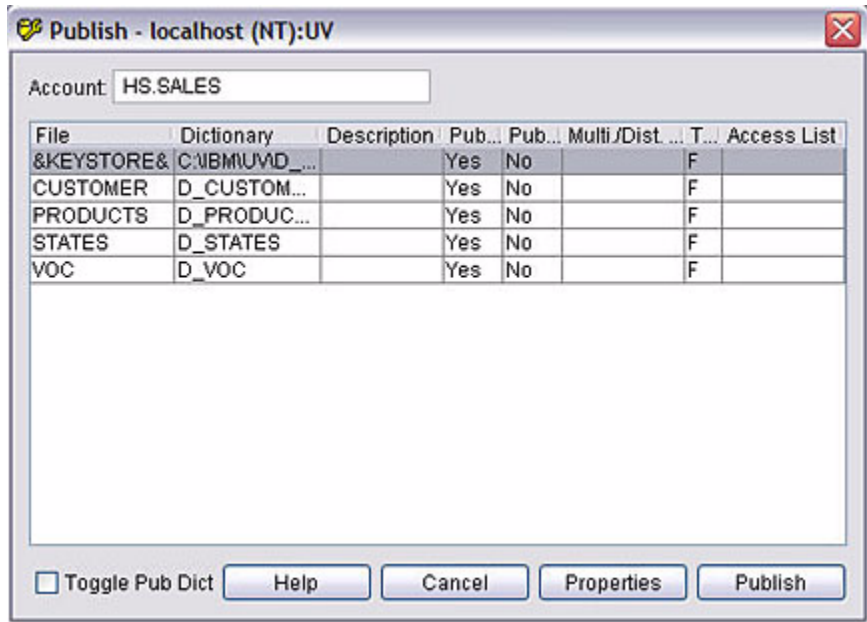 Publish - localhost (NT):UV
Account: HS.SALES
File Dictionary Description Pub... Pub... Multi./Dist. ... T... Access List
&KEYSTORE& C:\IBM\UV\D_... Yes No F
CUSTOMER D_CUSTOM... Yes No F
PRODUCTS D_PRODUC... Yes No F
STATES D_STATES Yes No F
VOC D_VOC Yes No F
Toggle Pub Dict Help Cancel Properties Publish